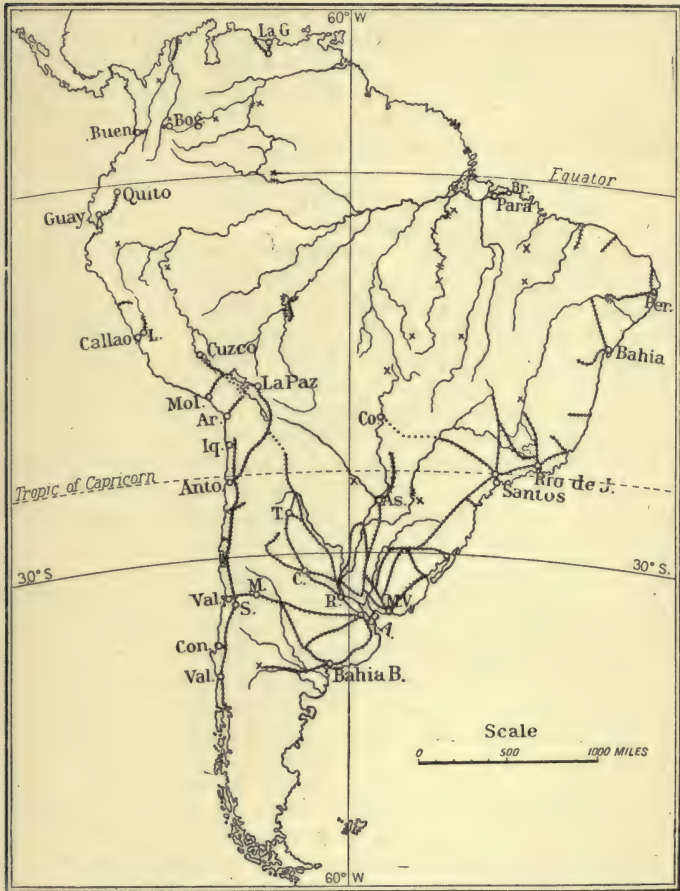 60° W
La G.
Bog.
Buen.
Equator
Quito
Br.
Para
Guay.
Per.
Callao
L.
Cuzco
Bahia
La Paz
Mol.
Ar.
Co.
Iq.
Rio de J.
Tropic of Capricorn
Anto.
As.
Santos
T.
30° S.
C.
30° S.
M.
R.
M.V.
Val.
S.
A.
Con.
Val.
Bahia B.
Scale
0 500 1000 MILES
60° W